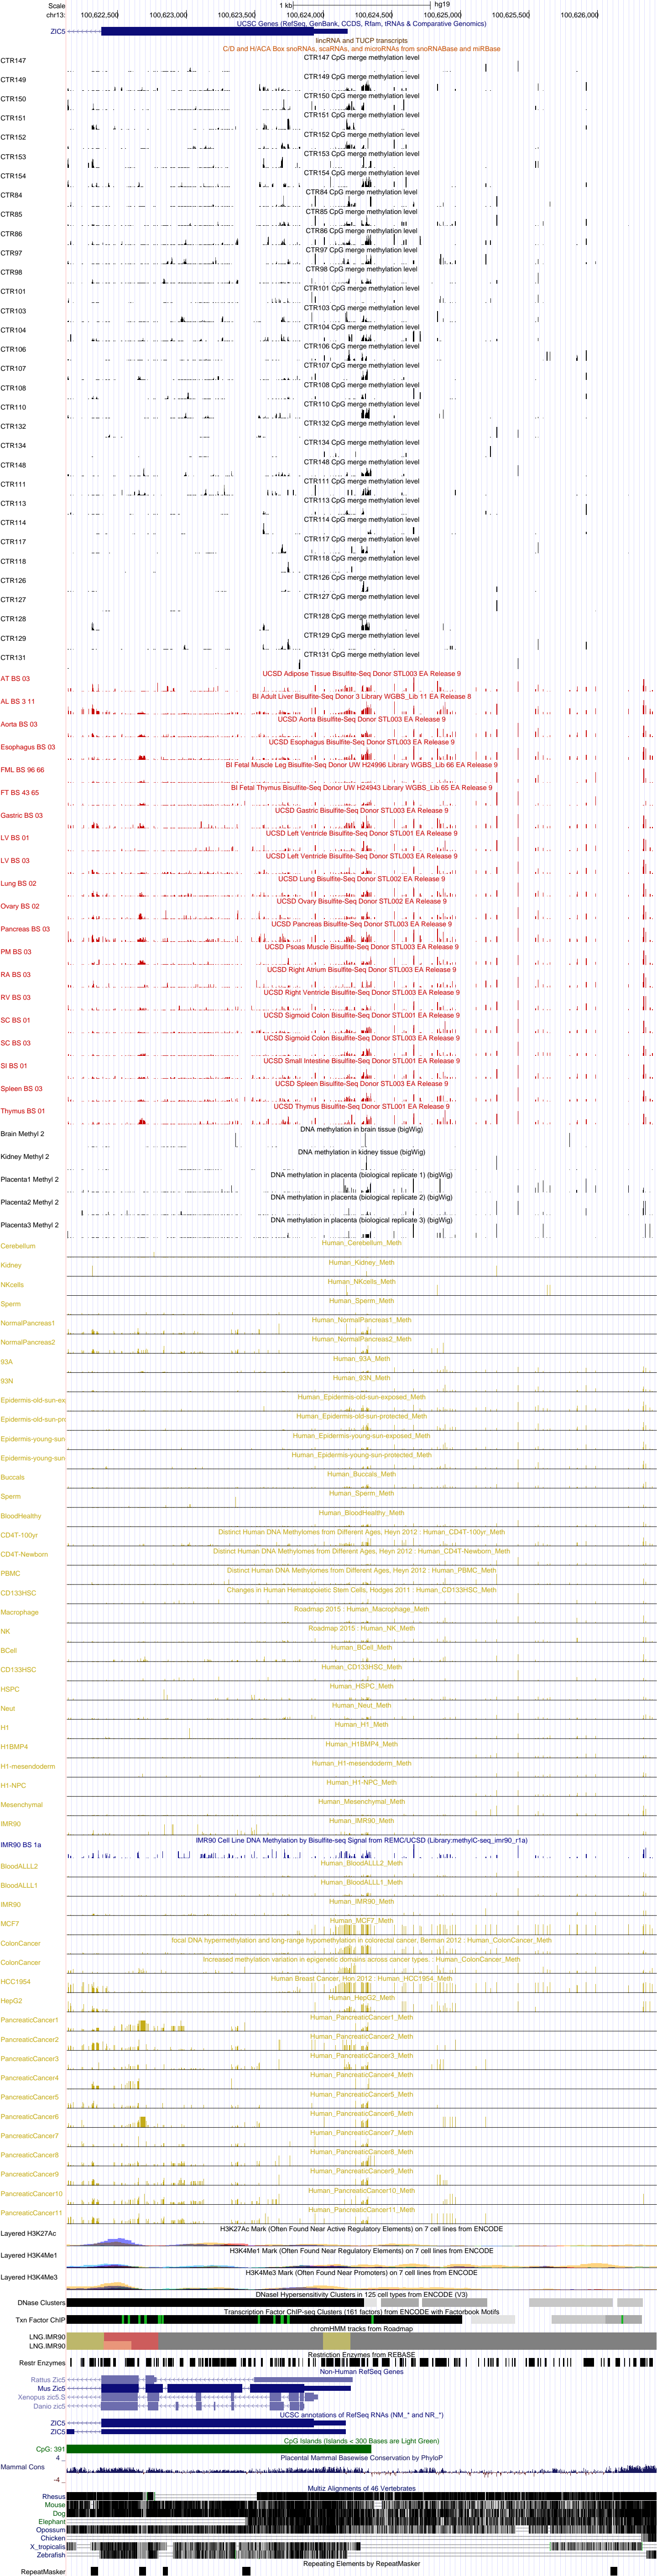 Scale 1 kb hg19
chr13: 100,622,500 100,623,000 100,623,500 100,624,000 100,624,500 100,625,000 100,625,500 100,626,000
UCSC Genes (RefSeq, GenBank, CCDS, Rfam, tRNAs & Comparative Genomics)
ZIC5
lincRNA and TUCP transcripts
C/D and H/ACA Box snoRNAs, scaRNAs, and microRNAs from snoRNABase and miRBase
CTR147 CpG merge methylation level
CTR147
CTR149 CpG merge methylation level
CTR149
CTR150 CpG merge methylation level
CTR150
CTR151 CpG merge methylation level
CTR151
CTR152 CpG merge methylation level
CTR152
CTR153 CpG merge methylation level
CTR153
CTR154 CpG merge methylation level
CTR154
CTR84 CpG merge methylation level
CTR84
CTR85 CpG merge methylation level
CTR85
CTR86 CpG merge methylation level
CTR86
CTR97 CpG merge methylation level
CTR97
CTR98 CpG merge methylation level
CTR98
CTR101 CpG merge methylation level
CTR101
CTR103 CpG merge methylation level
CTR103
CTR104 CpG merge methylation level
CTR104
CTR106 CpG merge methylation level
CTR106
CTR107 CpG merge methylation level
CTR107
CTR108 CpG merge methylation level
CTR108
CTR110 CpG merge methylation level
CTR110
CTR132 CpG merge methylation level
CTR132
CTR134 CpG merge methylation level
CTR134
CTR148 CpG merge methylation level
CTR148
CTR111 CpG merge methylation level
CTR111
CTR113 CpG merge methylation level
CTR113
CTR114 CpG merge methylation level
CTR114
CTR117 CpG merge methylation level
CTR117
CTR118 CpG merge methylation level
CTR118
CTR126 CpG merge methylation level
CTR126
CTR127 CpG merge methylation level
CTR127
CTR128 CpG merge methylation level
CTR128
CTR129 CpG merge methylation level
CTR129
CTR131 CpG merge methylation level
CTR131
UCSD Adipose Tissue Bisulfite-Seq Donor STL003 EA Release 9
AT BS 03
BI Adult Liver Bisulfite-Seq Donor 3 Library WGBS_Lib 11 EA Release 8
AL BS 3 11
UCSD Aorta Bisulfite-Seq Donor STL003 EA Release 9
Aorta BS 03
UCSD Esophagus Bisulfite-Seq Donor STL003 EA Release 9
Esophagus BS 03
BI Fetal Muscle Leg Bisulfite-Seq Donor UW H24996 Library WGBS_Lib 66 EA Release 9
FML BS 96 66
BI Fetal Thymus Bisulfite-Seq Donor UW H24943 Library WGBS_Lib 65 EA Release 9
FT BS 43 65
UCSD Gastric Bisulfite-Seq Donor STL003 EA Release 9
Gastric BS 03
UCSD Left Ventricle Bisulfite-Seq Donor STL001 EA Release 9
LV BS 01
UCSD Left Ventricle Bisulfite-Seq Donor STL003 EA Release 9
LV BS 03
UCSD Lung Bisulfite-Seq Donor STL002 EA Release 9
Lung BS 02
UCSD Ovary Bisulfite-Seq Donor STL002 EA Release 9
Ovary BS 02
UCSD Pancreas Bisulfite-Seq Donor STL003 EA Release 9
Pancreas BS 03
UCSD Psoas Muscle Bisulfite-Seq Donor STL003 EA Release 9
PM BS 03
UCSD Right Atrium Bisulfite-Seq Donor STL003 EA Release 9
RA BS 03
UCSD Right Ventricle Bisulfite-Seq Donor STL003 EA Release 9
RV BS 03
UCSD Sigmoid Colon Bisulfite-Seq Donor STL001 EA Release 9
SC BS 01
UCSD Sigmoid Colon Bisulfite-Seq Donor STL003 EA Release 9
SC BS 03
UCSD Small Intestine Bisulfite-Seq Donor STL001 EA Release 9
SI BS 01
UCSD Spleen Bisulfite-Seq Donor STL003 EA Release 9
Spleen BS 03
UCSD Thymus Bisulfite-Seq Donor STL001 EA Release 9
Thymus BS 01
DNA methylation in brain tissue (bigWig)
Brain Methyl 2
DNA methylation in kidney tissue (bigWig)
Kidney Methyl 2
DNA methylation in placenta (biological replicate 1) (bigWig)
Placenta1 Methyl 2
DNA methylation in placenta (biological replicate 2) (bigWig)
Placenta2 Methyl 2
DNA methylation in placenta (biological replicate 3) (bigWig)
Placenta3 Methyl 2
Human_Cerebellum_Meth
Cerebellum
Human_Kidney_Meth
Kidney
Human_NKcells_Meth
NKcells
Human_Sperm_Meth
Sperm
Human_NormalPancreas1_Meth
NormalPancreas1
Human_NormalPancreas2_Meth
NormalPancreas2
Human_93A_Meth
93A
Human_93N_Meth
93N
Human_Epidermis-old-sun-exposed_Meth
Epidermis-old-sun-ex
Human_Epidermis-old-sun-protected_Meth
Epidermis-old-sun-pr
Human_Epidermis-young-sun-exposed_Meth
Epidermis-young-sun
Human_Epidermis-young-sun-protected_Meth
Epidermis-young-sun
Human_Buccals_Meth
Buccals
Human_Sperm_Meth
Sperm
Human_BloodHealthy_Meth
BloodHealthy
Distinct Human DNA Methylomes from Different Ages, Heyn 2012 : Human_CD4T-100yr_Meth
CD4T-100yr
Distinct Human DNA Methylomes from Different Ages, Heyn 2012 : Human_CD4T-Newborn_Meth
CD4T-Newborn
Distinct Human DNA Methylomes from Different Ages, Heyn 2012 : Human_PBMC_Meth
PBMC
Changes in Human Hematopoietic Stem Cells, Hodges 2011 : Human_CD133HSC_Meth
CD133HSC
Roadmap 2015 : Human_Macrophage_Meth
Macrophage
Roadmap 2015 : Human_NK_Meth
NK
Human_BCell_Meth
BCell
Human_CD133HSC_Meth
CD133HSC
Human_HSPC_Meth
HSPC
Human_Neut_Meth
Neut
Human_H1_Meth
H1
Human_H1BMP4_Meth
H1BMP4
Human_H1-mesendoderm_Meth
H1-mesendoderm
Human_H1-NPC_Meth
H1-NPC
Human_Mesenchymal_Meth
Mesenchymal
Human_IMR90_Meth
IMR90
IMR90 Cell Line DNA Methylation by Bisulfite-seq Signal from REMC/UCSD (Library:methylC-seq_imr90_r1a)
IMR90 BS 1a
Human_BloodALLL2_Meth
BloodALLL2
Human_BloodALLL1_Meth
BloodALLL1
Human_IMR90_Meth
IMR90
Human_MCF7_Meth
MCF7
focal DNA hypermethylation and long-range hypomethylation in colorectal cancer, Berman 2012 : Human_ColonCancer_Meth
ColonCancer
Increased methylation variation in epigenetic domains across cancer types. : Human_ColonCancer_Meth
ColonCancer
Human Breast Cancer, Hon 2012 : Human_HCC1954_Meth
HCC1954
Human_HepG2_Meth
HepG2
Human_PancreaticCancer1_Meth
PancreaticCancer1
Human_PancreaticCancer2_Meth
PancreaticCancer2
Human_PancreaticCancer3_Meth
PancreaticCancer3
Human_PancreaticCancer4_Meth
PancreaticCancer4
Human_PancreaticCancer5_Meth
PancreaticCancer5
Human_PancreaticCancer6_Meth
PancreaticCancer6
Human_PancreaticCancer7_Meth
PancreaticCancer7
Human_PancreaticCancer8_Meth
PancreaticCancer8
Human_PancreaticCancer9_Meth
PancreaticCancer9
Human_PancreaticCancer10_Meth
PancreaticCancer10
Human_PancreaticCancer11_Meth
PancreaticCancer11
H3K27Ac Mark (Often Found Near Active Regulatory Elements) on 7 cell lines from ENCODE
Layered H3K27Ac
H3K4Me1 Mark (Often Found Near Regulatory Elements) on 7 cell lines from ENCODE
Layered H3K4Me1
H3K4Me3 Mark (Often Found Near Promoters) on 7 cell lines from ENCODE
Layered H3K4Me3
DNaseI Hypersensitivity Clusters in 125 cell types from ENCODE (V3)
DNase Clusters
Transcription Factor ChIP-seq Clusters (161 factors) from ENCODE with Factorbook Motifs
Txn Factor ChIP
chromHMM tracks from Roadmap
LNG.IMR90
LNG.IMR90
Restriction Enzymes from REBASE
Restr Enzymes
Non-Human RefSeq Genes
Rattus Zic5
Mus Zic5
Xenopus zic5.S
Danio zic5
UCSC annotations of RefSeq RNAs (NM_* and NR_*)
ZIC5
ZIC5
CpG Islands (Islands < 300 Bases are Light Green)
CpG: 391
Placental Mammal Basewise Conservation by PhyloP
4 _
Mammal Cons
-4 _
Multiz Alignments of 46 Vertebrates
Rhesus
Mouse
Dog
Elephant
Opossum
Chicken
X_tropicalis
Zebrafish
Repeating Elements by RepeatMasker
RepeatMasker